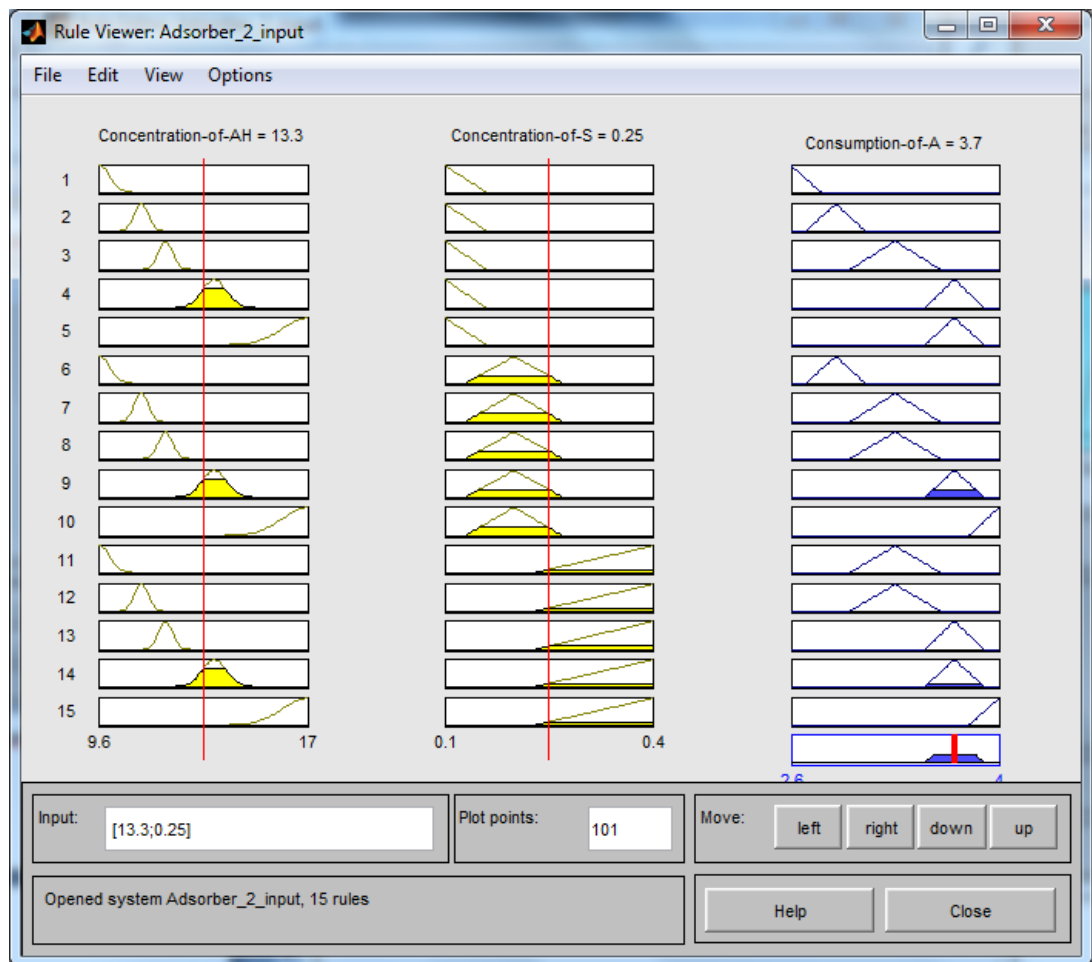 Rule Viewer: Adsorber_2_input
File Edit View Options
Concentration-of-AH = 13.3
Concentration-of-S = 0.25
Consumption-of-A = 3.7
1
2
3
4
5
6
7
8
9
10
11
12
13
14
15
9.6 17
0.1 0.4
2.6 4
Input: [13.3;0.25]
Plot points: 101
Move: left right down up
Opened system Adsorber_2_input, 15 rules
Help Close